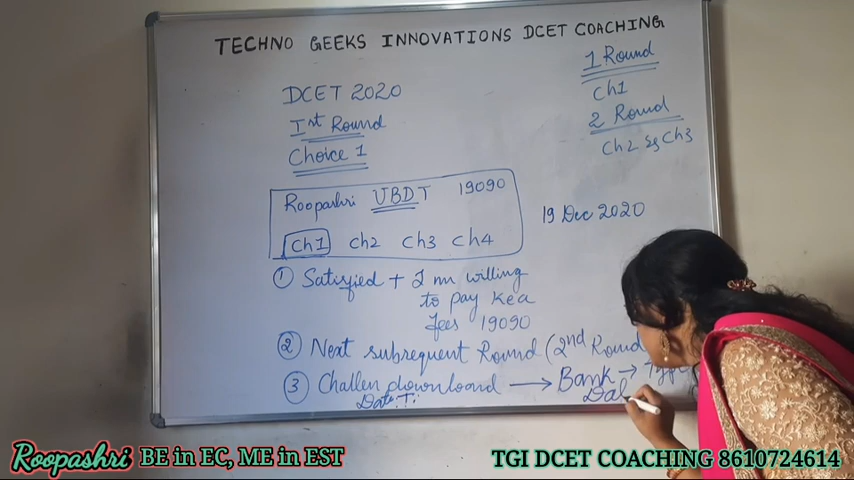 TECHNO GEEKS INNOVATIONS DCET COACHING
DCET 2020
Ist Round
Choice 1
1 Round
Ch1
2 Round
Ch2 Ch3
Roopashri UBDT 19090
Ch1 Ch2 Ch3 Ch4
19 Dec 2020
① Satisfied + I m willing
to pay Kea
fees 19090
② Next subsequent Round (2nd Round
③ Challen download → Bank →
Date Ti
Dat
Roopashri BE in EC, ME in EST
TGI DCET COACHING 8610724614